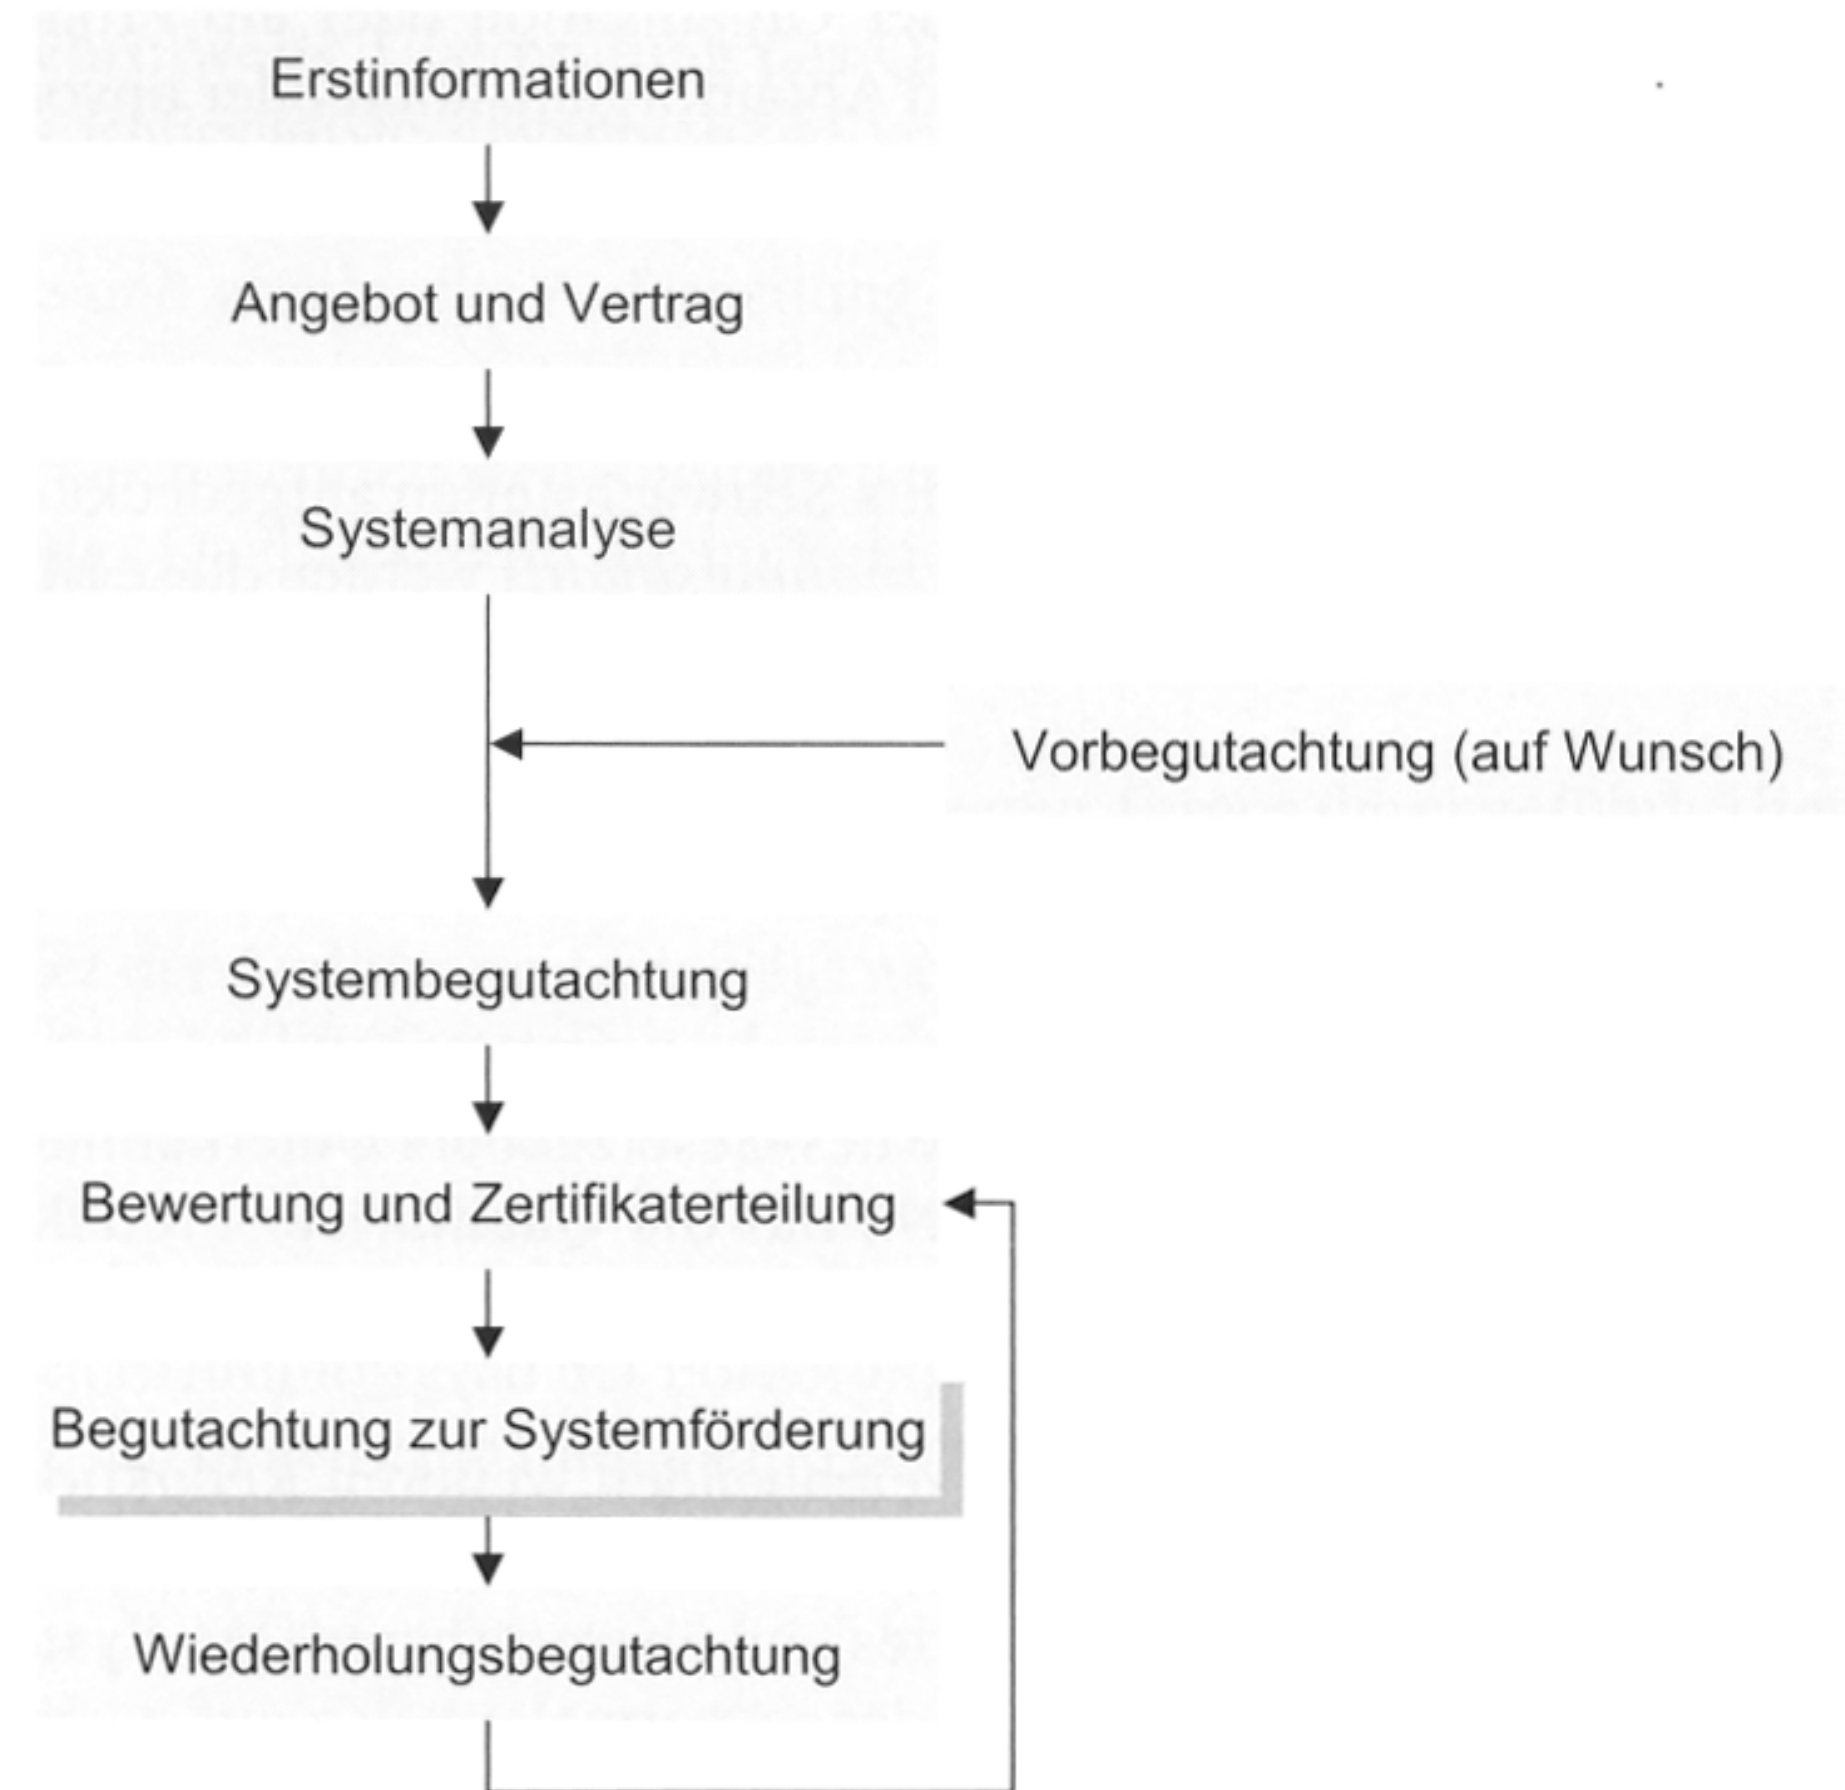 Erstinformationen
Angebot und Vertrag
Systemanalyse
Vorbegutachtung (auf Wunsch)
Systembegutachtung
Bewertung und Zertifikaterteilung
Begutachtung zur Systemförderung
Wiederholungsbegutachtung